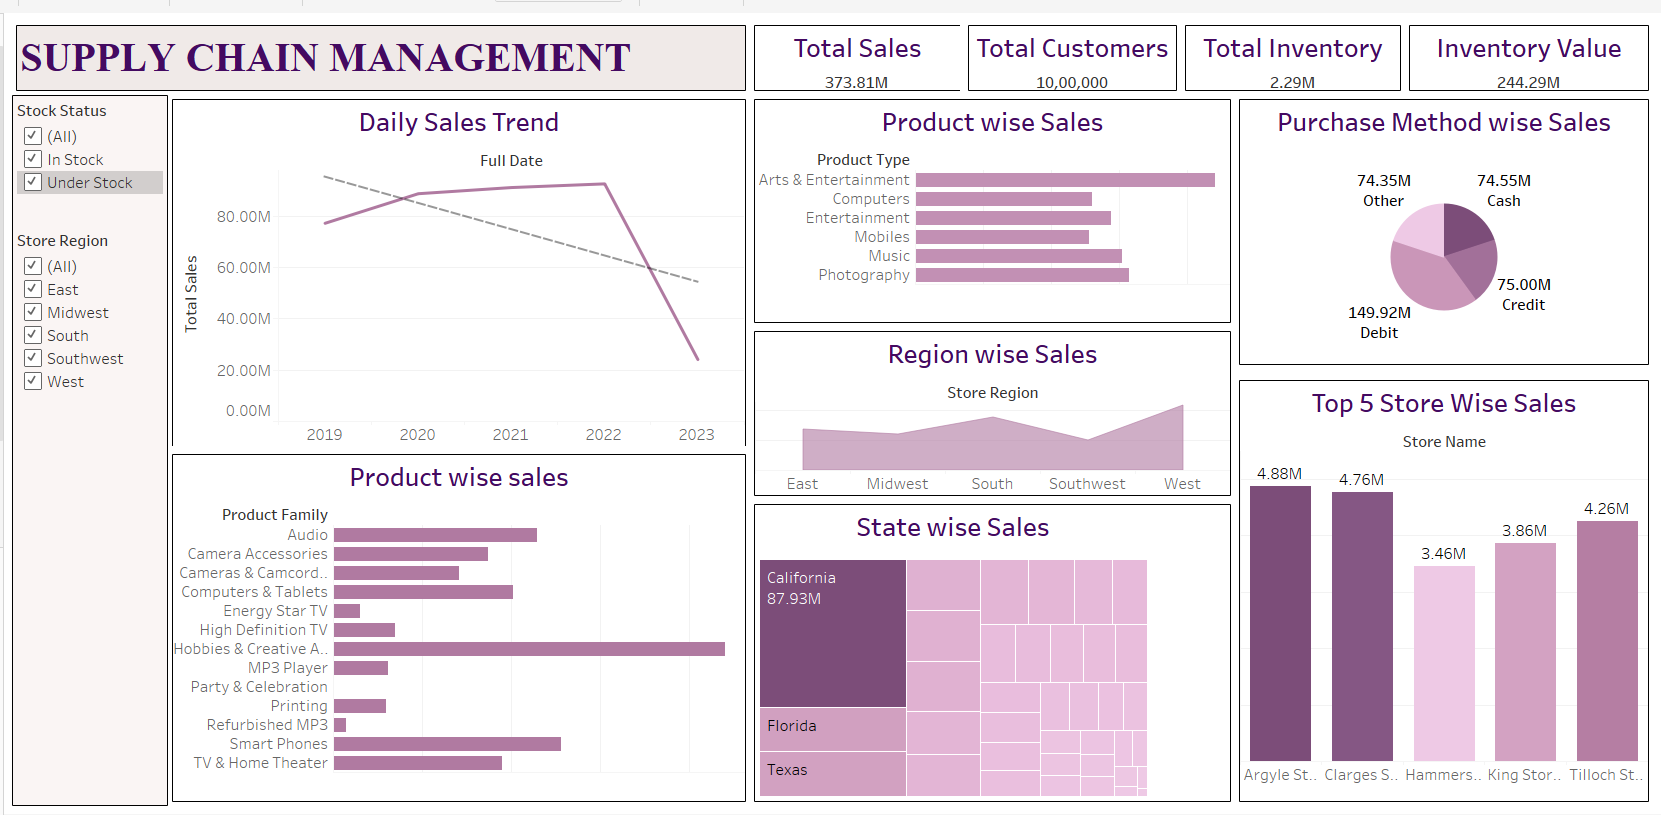 SUPPLY CHAIN MANAGEMENT
Total Sales
373.81M
Total Customers
10,00,000
Total Inventory
2.29M
Inventory Value
244.29M
Stock Status
(All)
In Stock
Under Stock
Store Region
(All)
East
Midwest
South
Southwest
West
Daily Sales Trend
Full Date
Total Sales
80.00M
60.00M
40.00M
20.00M
0.00M
2019 2020 2021 2022 2023
Product wise sales
Product Family
Audio
Camera Accessories
Cameras & Camcord..
Computers & Tablets
Energy Star TV
High Definition TV
Hobbies & Creative A..
MP3 Player
Party & Celebration
Printing
Refurbished MP3
Smart Phones
TV & Home Theater
Product wise Sales
Product Type
Arts & Entertainment
Computers
Entertainment
Mobiles
Music
Photography
Region wise Sales
Store Region
East Midwest South Southwest West
State wise Sales
California
87.93M
Florida
Texas
Purchase Method wise Sales
74.35M
Other
74.55M
Cash
75.00M
Credit
149.92M
Debit
Top 5 Store Wise Sales
Store Name
4.88M
4.76M
3.46M
3.86M
4.26M
Argyle St.. Clarges S.. Hammers.. King Stor.. Tilloch St..